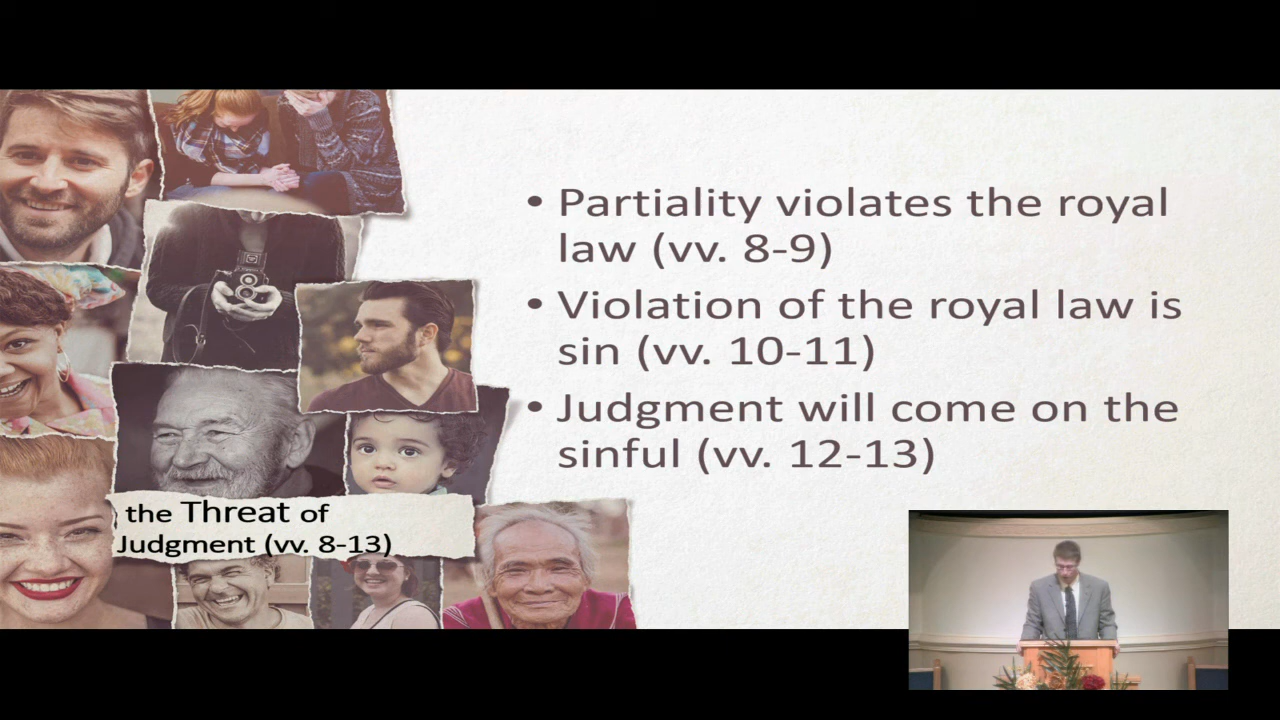 • Partiality violates the royal
law (vv. 8-9)
• Violation of the royal law is
sin (vv. 10-11)
• Judgment will come on the
sinful (vv. 12-13)
the Threat of
Judgment (vv. 8-13)